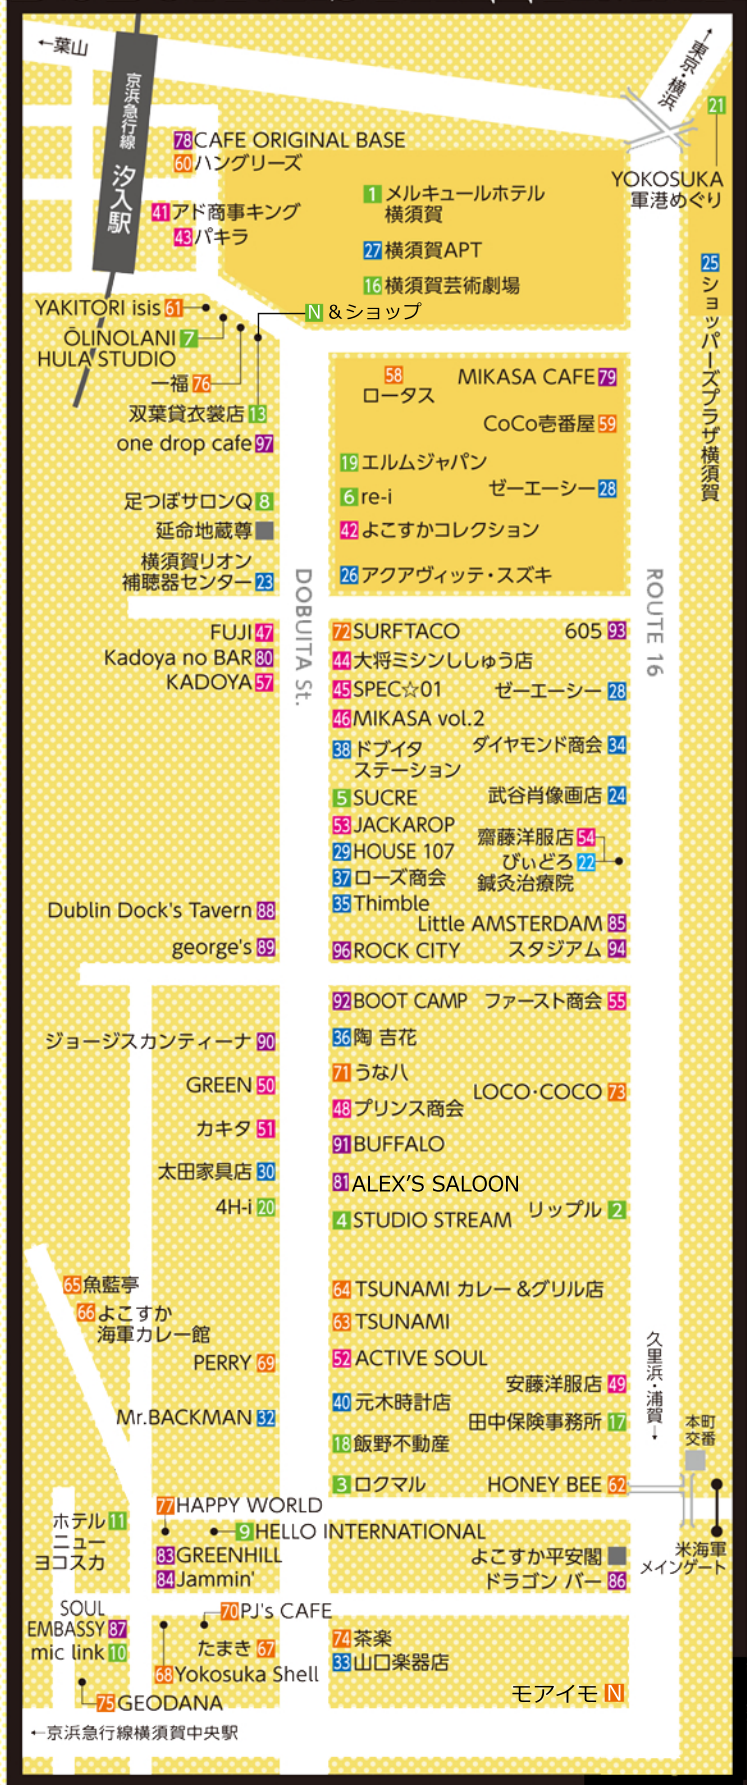 ←葉山
京浜急行線 汐入駅
↑東京・横浜
21
YOKOSUKA
軍港めぐり
78 CAFE ORIGINAL BASE
60 ハングリーズ
41 アド商事キング
43 パキラ
1 メルキュールホテル
横須賀
27 横須賀APT
16 横須賀芸術劇場
25 ショッパーズプラザ横須賀
YAKITORI isis 61
N &ショップ
ŌLINOLANI 7
HULA STUDIO
一福 76
双葉貸衣裳店 13
one drop cafe 97
58
ロータス
MIKASA CAFE 79
CoCo壱番屋 59
19 エルムジャパン
6 re-i
ゼーエーシー 28
42 よこすかコレクション
26 アクアヴィッテ・スズキ
足つぼサロンQ 8
延命地蔵尊
横須賀リオン
補聴器センター 23
DOBUITA St.
ROUTE 16
FUJI 47
Kadoya no BAR 80
KADOYA 57
72 SURFTACO
605 93
44 大将ミシンししゅう店
45 SPEC☆01
ゼーエーシー 28
46 MIKASA vol.2
38 ドブイタ
ステーション
ダイヤモンド商会 34
5 SUCRE
武谷肖像画店 24
53 JACKAROP
齋藤洋服店 54
29 HOUSE 107
びぃどろ 22
鍼灸治療院
37 ローズ商会
35 Thimble
Little AMSTERDAM 85
96 ROCK CITY
スタジアム 94
Dublin Dock's Tavern 88
george's 89
92 BOOT CAMP
ファースト商会 55
36 陶 吉花
71 うな八
LOCO・COCO 73
48 プリンス商会
91 BUFFALO
81 ALEX'S SALOON
リップル 2
4 STUDIO STREAM
ジョージスカンティーナ 90
GREEN 50
カキタ 51
太田家具店 30
4H-i 20
65 魚藍亭
66 よこすか
海軍カレー館
PERRY 69
Mr.BACKMAN 32
64 TSUNAMI カレー &グリル店
63 TSUNAMI
52 ACTIVE SOUL
安藤洋服店 49
40 元木時計店
田中保険事務所 17
18 飯野不動産
3 ロクマル
HONEY BEE 62
久里浜・浦賀→
本町
交番
米海軍
メインゲート
77 HAPPY WORLD
ホテル 11
ニュー
ヨコスカ
9 HELLO INTERNATIONAL
83 GREENHILL
84 Jammin'
よこすか平安閣
ドラゴン バー 86
SOUL
EMBASSY 87
mic link 10
70 PJ's CAFE
たまき 67
68 Yokosuka Shell
75 GEODANA
74 茶楽
33 山口楽器店
モアイモ N
←京浜急行線横須賀中央駅